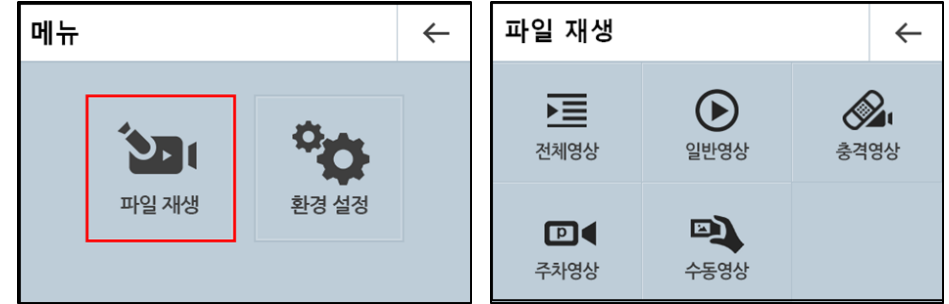 메뉴
파일 재생
환경 설정
파일 재생
전체영상
일반영상
충격영상
P
주차영상
수동영상